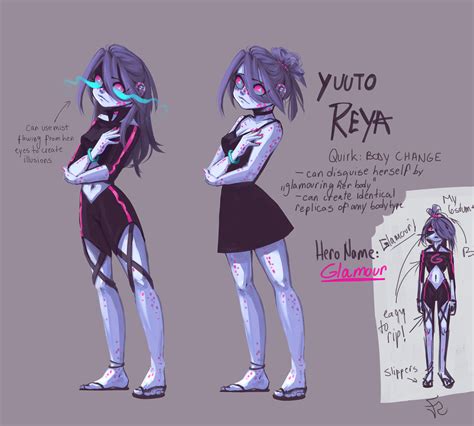 can use mist
flowing from her
eyes to create
illusions
YUUTO
REYA
Quirk: BODY CHANGE
- can disguise herself by
"glamouring her body"
- can create identical
replicas of any body type
Hero Name:
Glamour
Glamour
My
G
easy
to
rip!
slippers